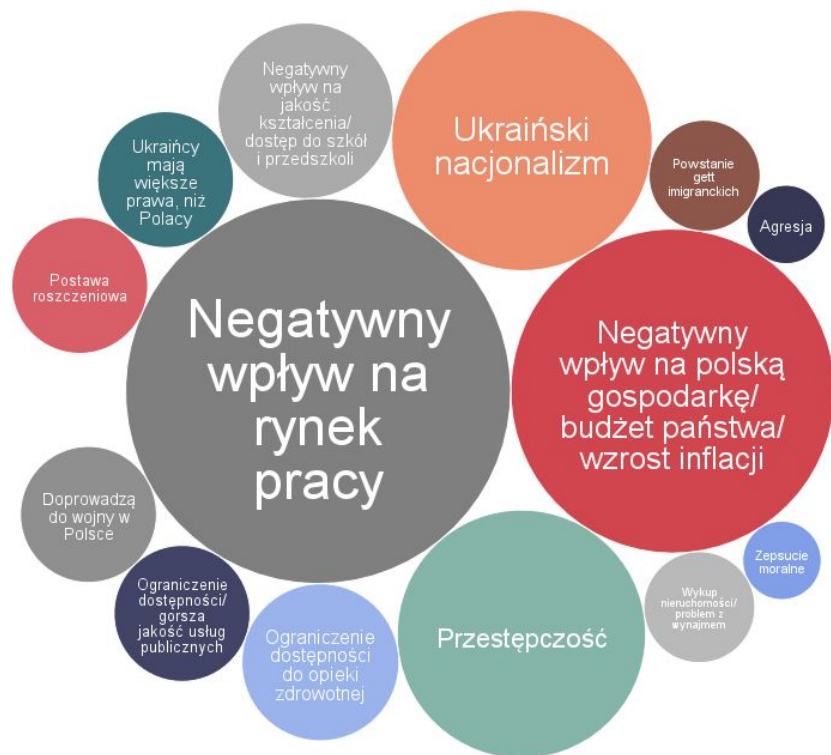 Negatywny
wpływ na
jakość
kształcenia/
dostęp do szkół
i przedszkoli
Ukraiński
nacjonalizm
Ukraińcy
mają
większe
prawa, niż
Polacy
Powstanie
gett
imigranckich
Agresja
Postawa
roszczeniowa
Negatywny
wpływ na
rynek
pracy
Negatywny
wpływ na polską
gospodarkę/
budżet państwa/
wzrost inflacji
Doprowadzą
do wojny w
Polsce
Ograniczenie
dostępności/
gorsza
jakość usług
publicznych
Ograniczenie
dostępności
do opieki
zdrowotnej
Przestępczość
Wykup
nieruchomości/
problem z
wynajmem
Zepsucie
moralne